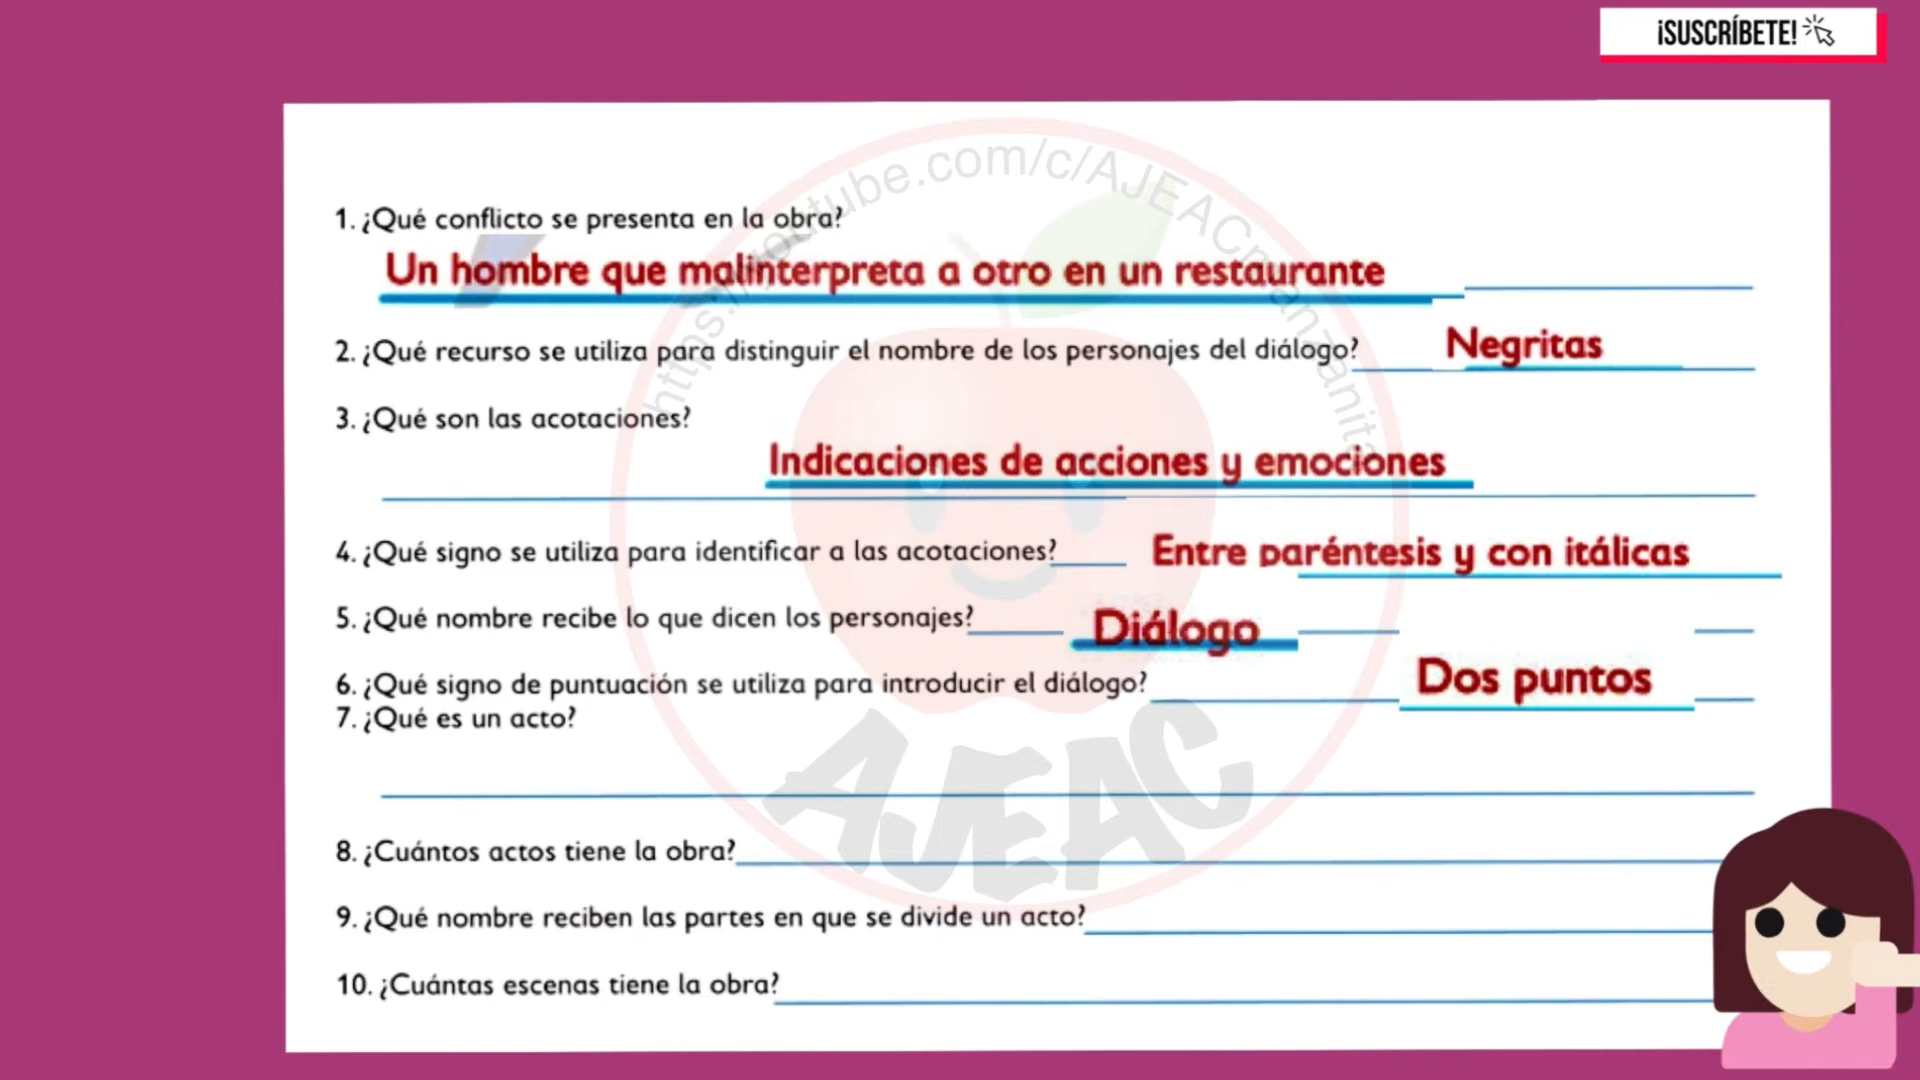 ¡SUSCRÍBETE!
https://youtube.com/c/AJEACmanzanita
1. ¿Qué conflicto se presenta en la obra?
Un hombre que malinterpreta a otro en un restaurante
2. ¿Qué recurso se utiliza para distinguir el nombre de los personajes del diálogo? Negritas
3. ¿Qué son las acotaciones?
Indicaciones de acciones y emociones
4. ¿Qué signo se utiliza para identificar a las acotaciones? Entre paréntesis y con itálicas
5. ¿Qué nombre recibe lo que dicen los personajes? Diálogo
6. ¿Qué signo de puntuación se utiliza para introducir el diálogo? Dos puntos
7. ¿Qué es un acto?
AJEAC
8. ¿Cuántos actos tiene la obra?
9. ¿Qué nombre reciben las partes en que se divide un acto?
10. ¿Cuántas escenas tiene la obra?